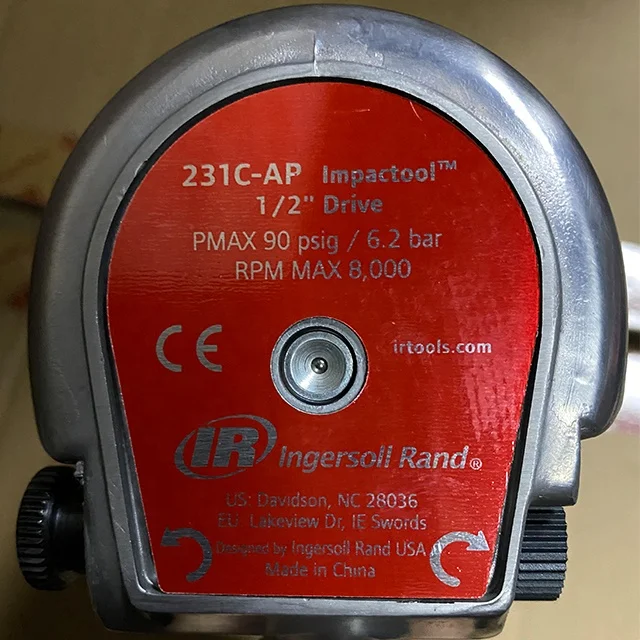 231C-AP Impactool™
1/2" Drive
PMAX 90 psig / 6.2 bar
RPM MAX 8,000
CE
irtools.com
IR Ingersoll Rand®
US: Davidson, NC 28036
EU: Lakeview Dr, IE Swords
Designed by Ingersoll Rand USA
Made in China